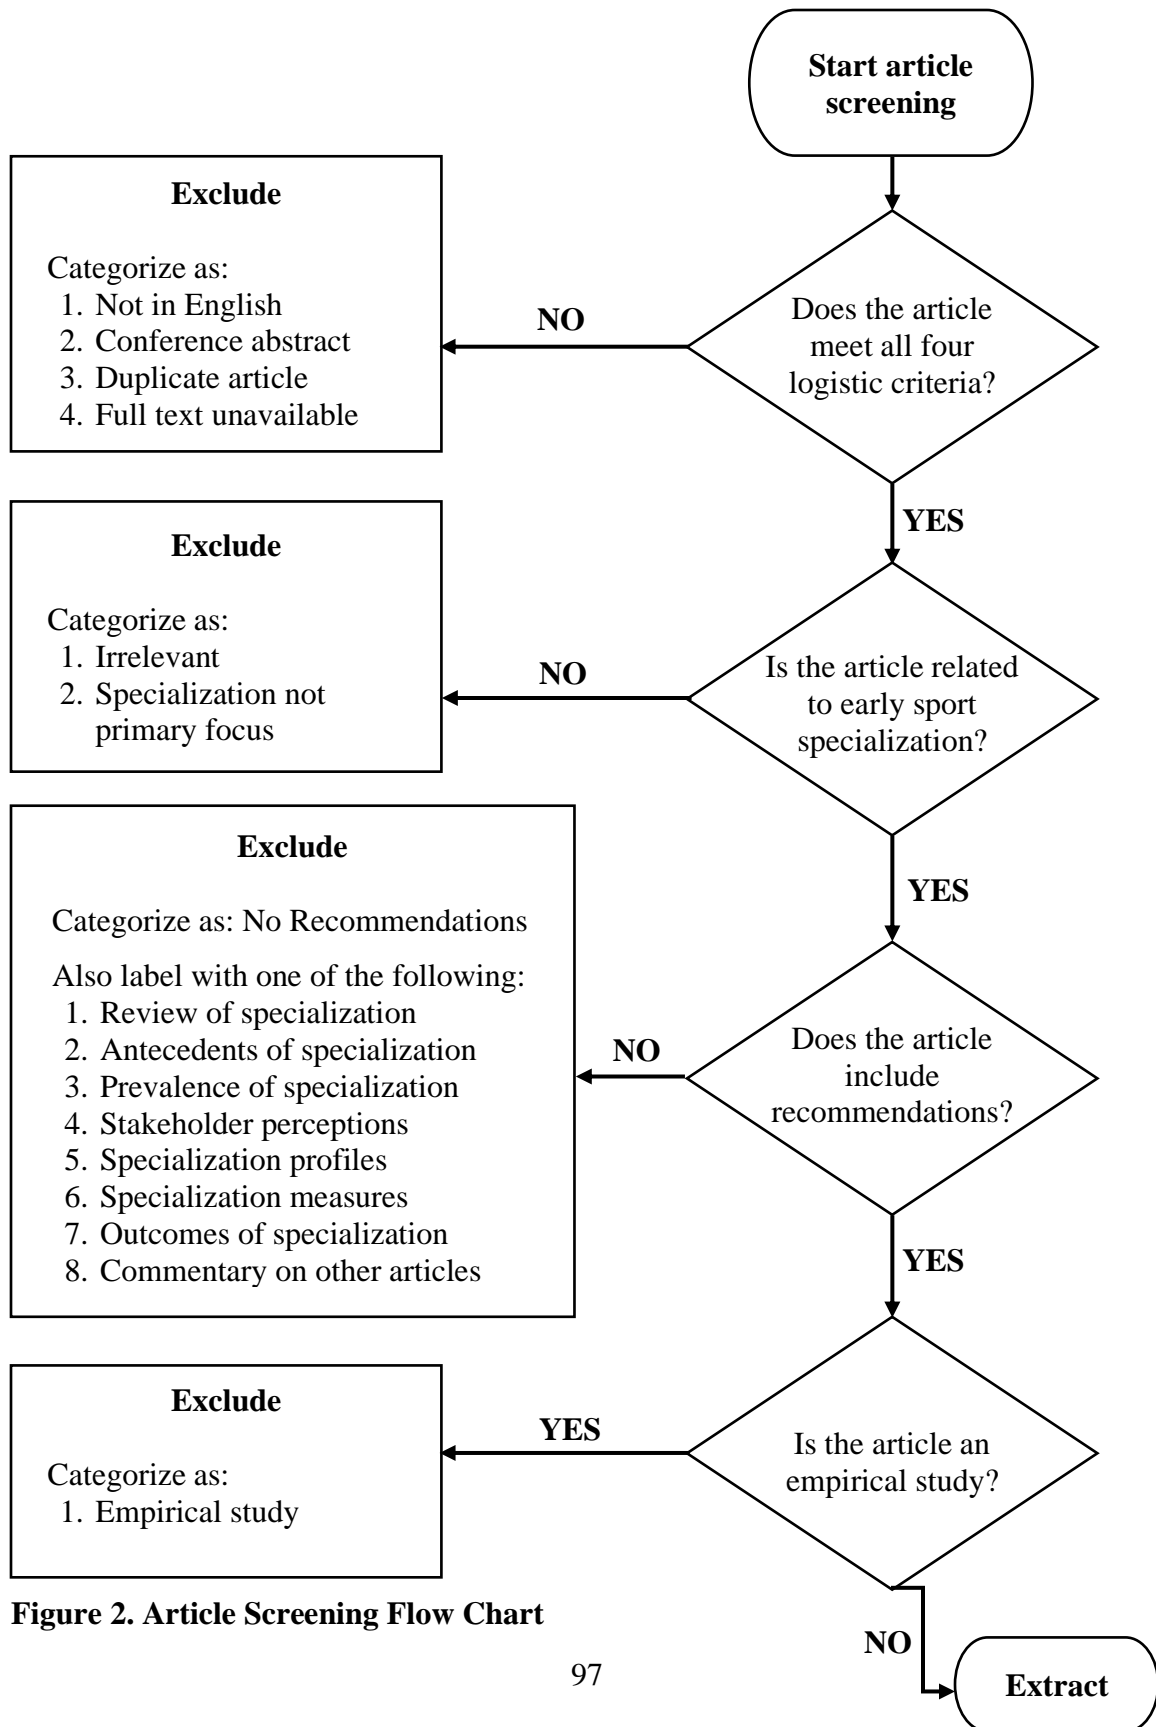 Start article
screening
Does the article
meet all four
logistic criteria?
NO
Exclude
Categorize as:
1. Not in English
2. Conference abstract
3. Duplicate article
4. Full text unavailable
YES
Is the article related
to early sport
specialization?
NO
Exclude
Categorize as:
1. Irrelevant
2. Specialization not
primary focus
YES
Does the article
include
recommendations?
NO
Exclude
Categorize as: No Recommendations
Also label with one of the following:
1. Review of specialization
2. Antecedents of specialization
3. Prevalence of specialization
4. Stakeholder perceptions
5. Specialization profiles
6. Specialization measures
7. Outcomes of specialization
8. Commentary on other articles
YES
Is the article an
empirical study?
YES
Exclude
Categorize as:
1. Empirical study
NO
Extract
Figure 2. Article Screening Flow Chart
97